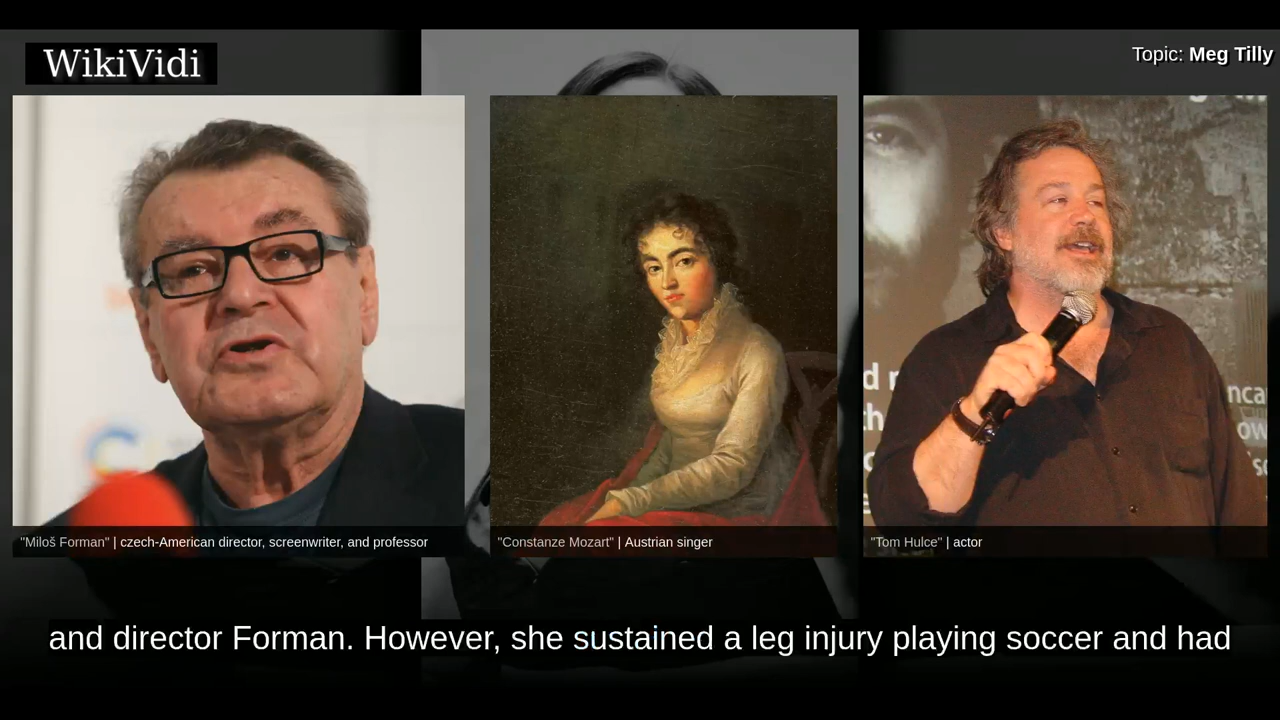 WikiVidi
Topic: Meg Tilly
"Miloš Forman" | czech-American director, screenwriter, and professor
"Constanze Mozart" | Austrian singer
"Tom Hulce" | actor
and director Forman. However, she sustained a leg injury playing soccer and had